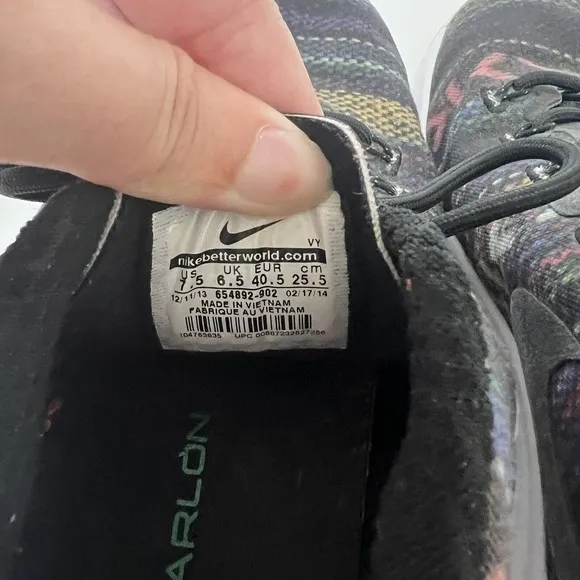 VY
nikebetterworld.com
US UK EUR cm
7.5 6.5 40.5 25.5
12/11/13 654892-902 02/17/14
MADE IN VIETNAM
FABRIQUE AU VIETNAM
UPC
ARLON